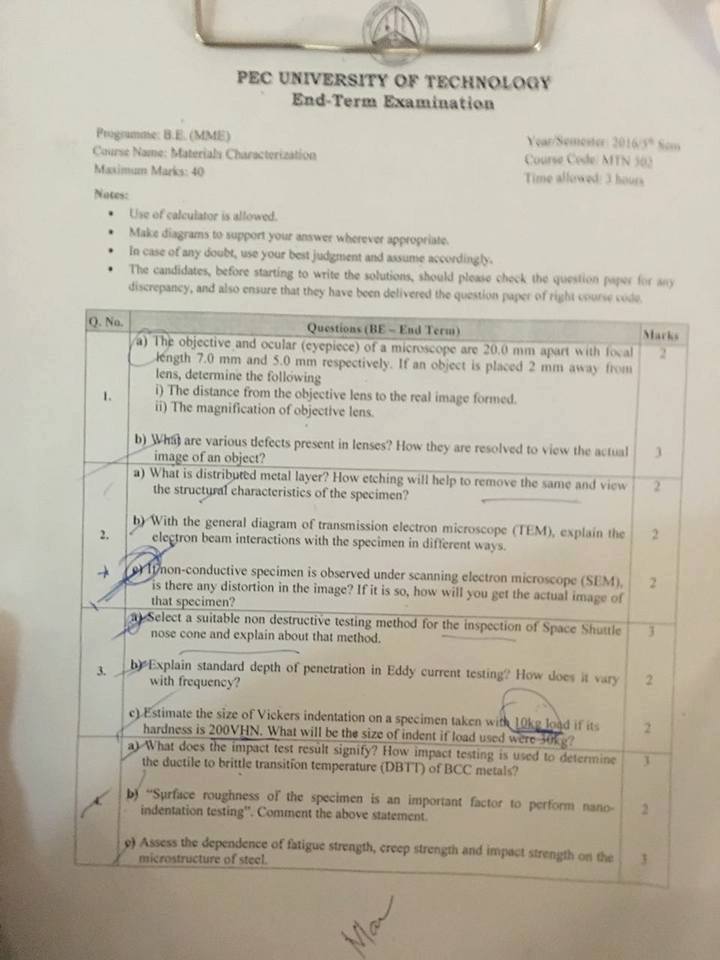 PEC UNIVERSITY OF TECHNOLOGY
End-Term Examination
Programme: B.E. (MME)
Year/Semester: 2016/5th Sem
Course Name: Materials Characterization
Course Code: MTN 302
Maximum Marks: 40
Time allowed: 3 hours
Notes:
• Use of calculator is allowed.
• Make diagrams to support your answer wherever appropriate.
• In case of any doubt, use your best judgment and assume accordingly.
• The candidates, before starting to write the solutions, should please check the question paper for any
discrepancy, and also ensure that they have been delivered the question paper of right course code.
Q. No. Questions (BE – End Term) Marks
a) The objective and ocular (eyepiece) of a microscope are 20.0 mm apart with focal 2
length 7.0 mm and 5.0 mm respectively. If an object is placed 2 mm away from
lens, determine the following
1. i) The distance from the objective lens to the real image formed.
ii) The magnification of objective lens.
b) What are various defects present in lenses? How they are resolved to view the actual 3
image of an object?
a) What is distributed metal layer? How etching will help to remove the same and view 2
the structural characteristics of the specimen?
b) With the general diagram of transmission electron microscope (TEM), explain the 2
2. electron beam interactions with the specimen in different ways.
c) If non-conductive specimen is observed under scanning electron microscope (SEM), 2
is there any distortion in the image? If it is so, how will you get the actual image of
that specimen?
a) Select a suitable non destructive testing method for the inspection of Space Shuttle 3
nose cone and explain about that method.
3. b) Explain standard depth of penetration in Eddy current testing? How does it vary 2
with frequency?
c) Estimate the size of Vickers indentation on a specimen taken with 10kg load if its 2
hardness is 200VHN. What will be the size of indent if load used were 30kg?
a) What does the impact test result signify? How impact testing is used to determine 3
the ductile to brittle transition temperature (DBTT) of BCC metals?
4. b) “Surface roughness of the specimen is an important factor to perform nano- 2
indentation testing”. Comment the above statement.
c) Assess the dependence of fatigue strength, creep strength and impact strength on the 3
microstructure of steel.